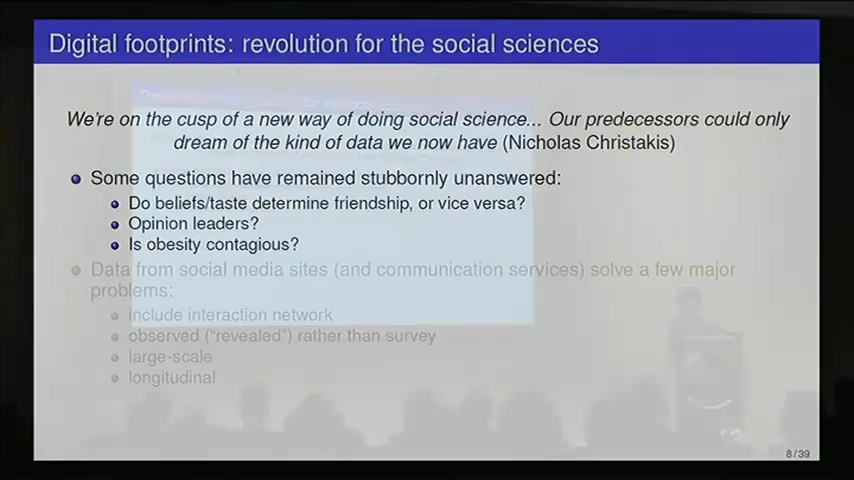 Digital footprints: revolution for the social sciences
We're on the cusp of a new way of doing social science... Our predecessors could only
dream of the kind of data we now have (Nicholas Christakis)
Some questions have remained stubbornly unanswered:
Do beliefs/taste determine friendship, or vice versa?
Opinion leaders?
Is obesity contagious?
Data from social media sites (and communication services) solve a few major
problems:
include interaction network
observed (“revealed”) rather than survey
large-scale
longitudinal
8/39